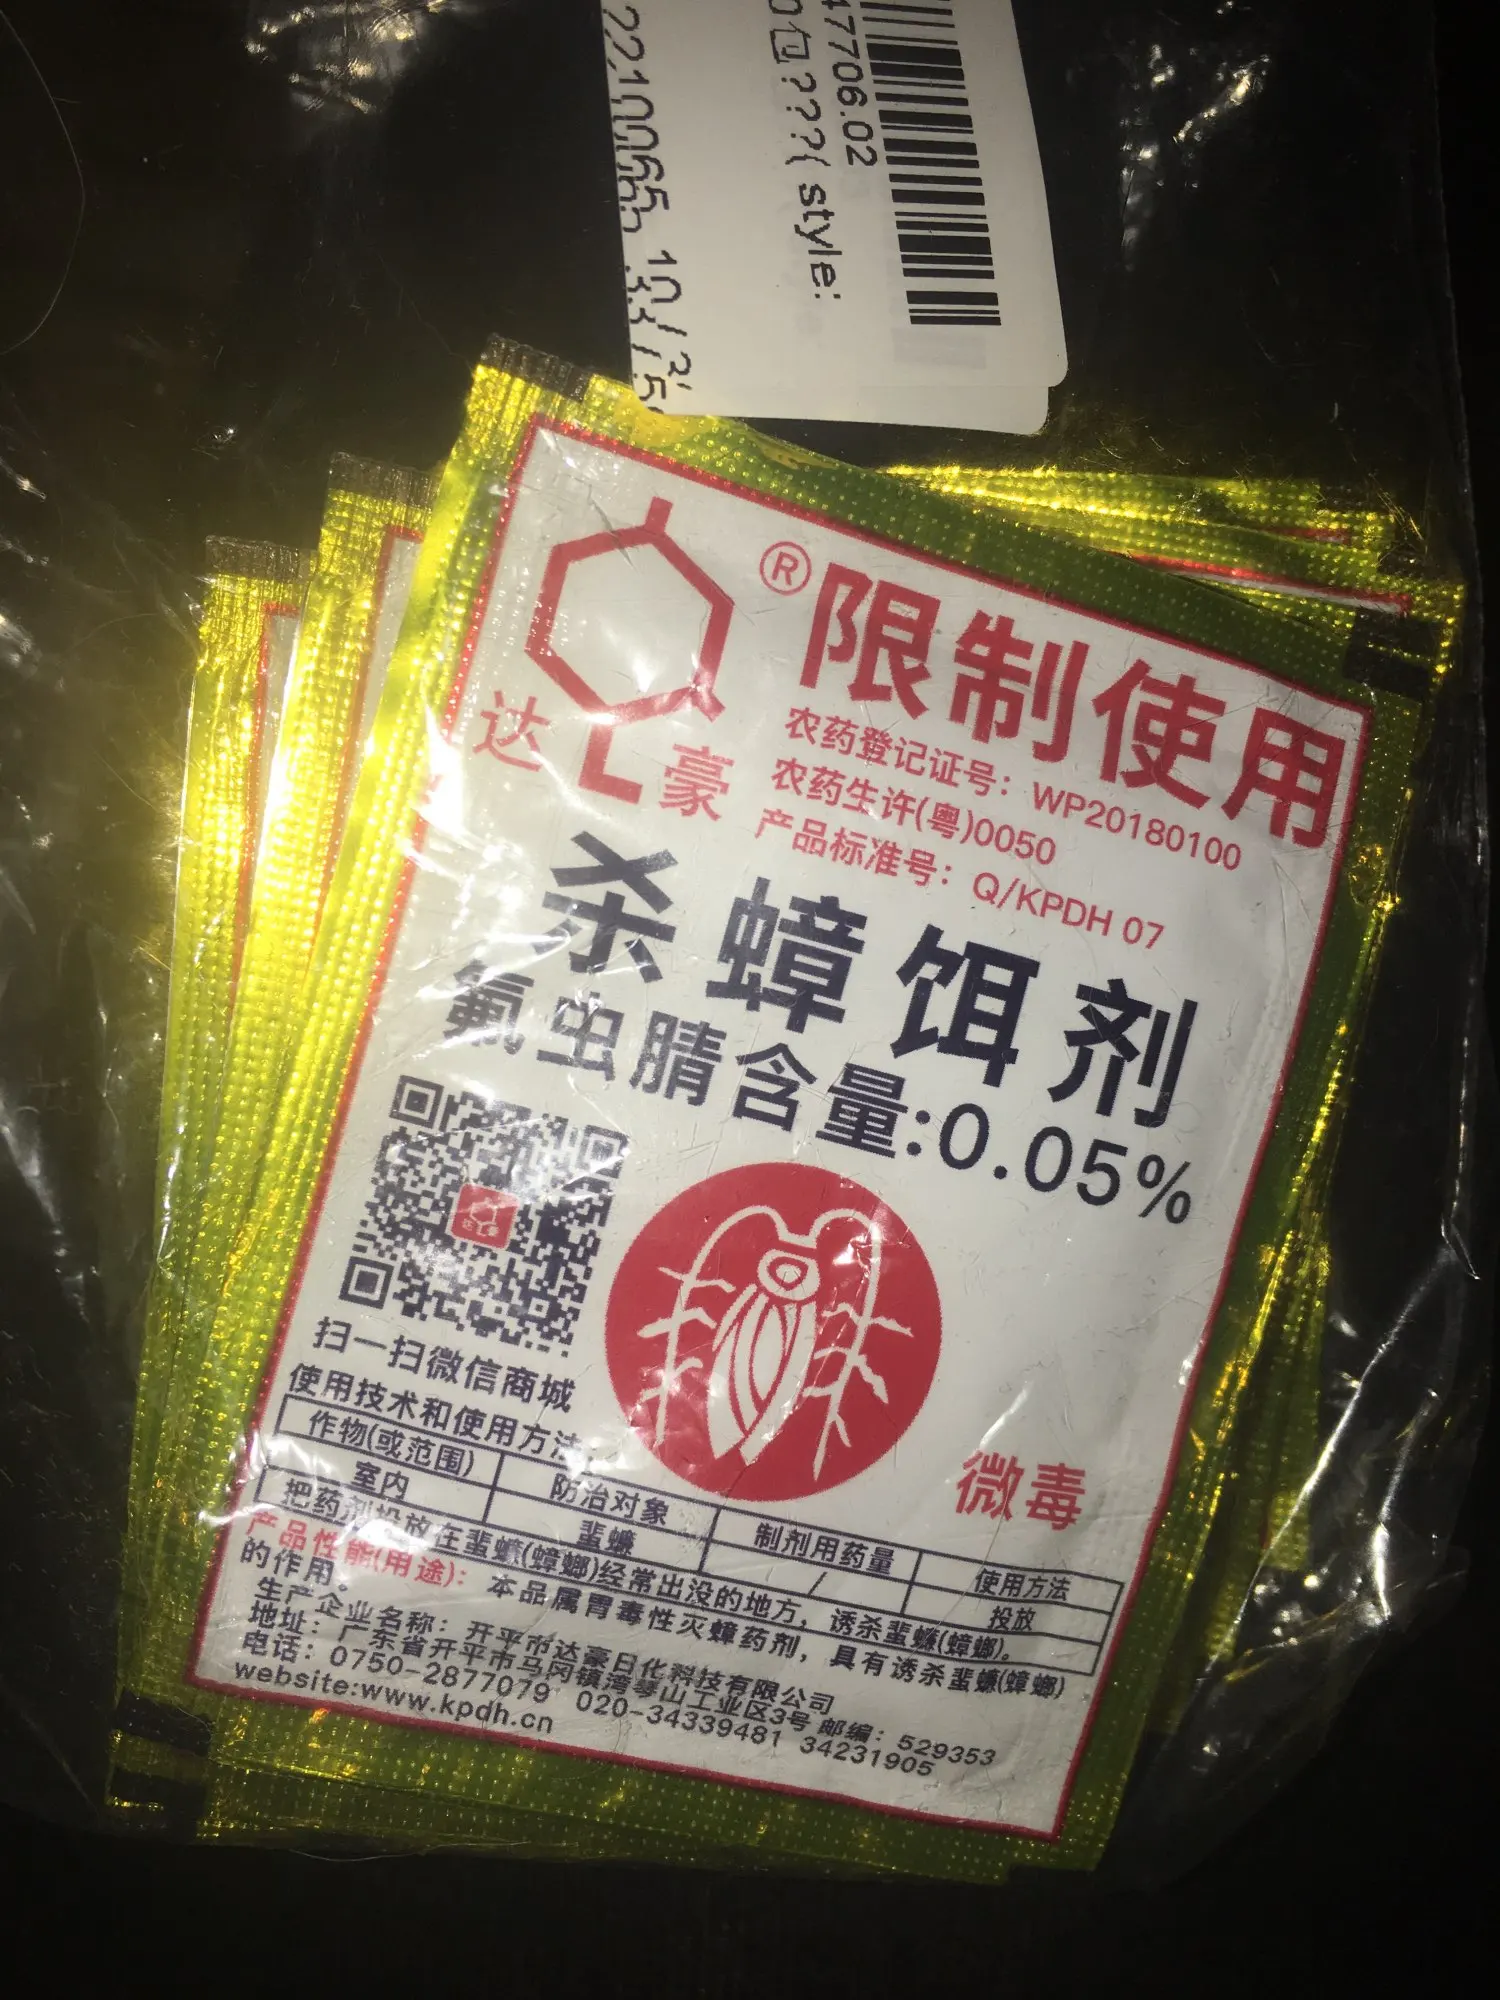 47706.02
0包???( style:
2210065 10/
®
限制使用
达豪
农药登记证号：WP20180100
农药生许(粤)0050
产品标准号：Q/KPDH 07
杀蟑饵剂
氟虫腈含量:0.05%
扫一扫微信商城
微毒
使用技术和使用方法：
作物(或范围) 防治对象 制剂用药量 使用方法
室内 蜚蠊 / 投放
把药剂投放在蜚蠊(蟑螂)经常出没的地方，诱杀蜚蠊(蟑螂)。
产品性能(用途)：本品属胃毒性灭蟑药剂，具有诱杀蜚蠊(蟑螂)
的作用。
生产企业名称：开平市达豪日化科技有限公司
地址：广东省开平市马冈镇湾琴山工业区3号 邮编：529353
电话：0750-2877079 020-34339481 34231905
website:www.kpdh.cn